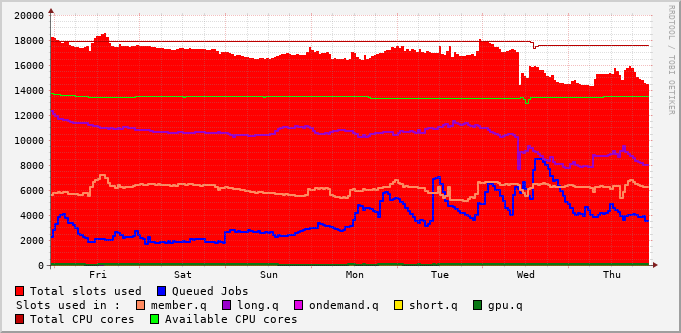 20000
18000
16000
14000
12000
10000
8000
6000
4000
2000
0
Fri Sat Sun Mon Tue Wed Thu
Total slots used Queued Jobs
Slots used in : member.q long.q ondemand.q short.q gpu.q
Total CPU cores Available CPU cores
RRDTOOL / TOBI OETIKER